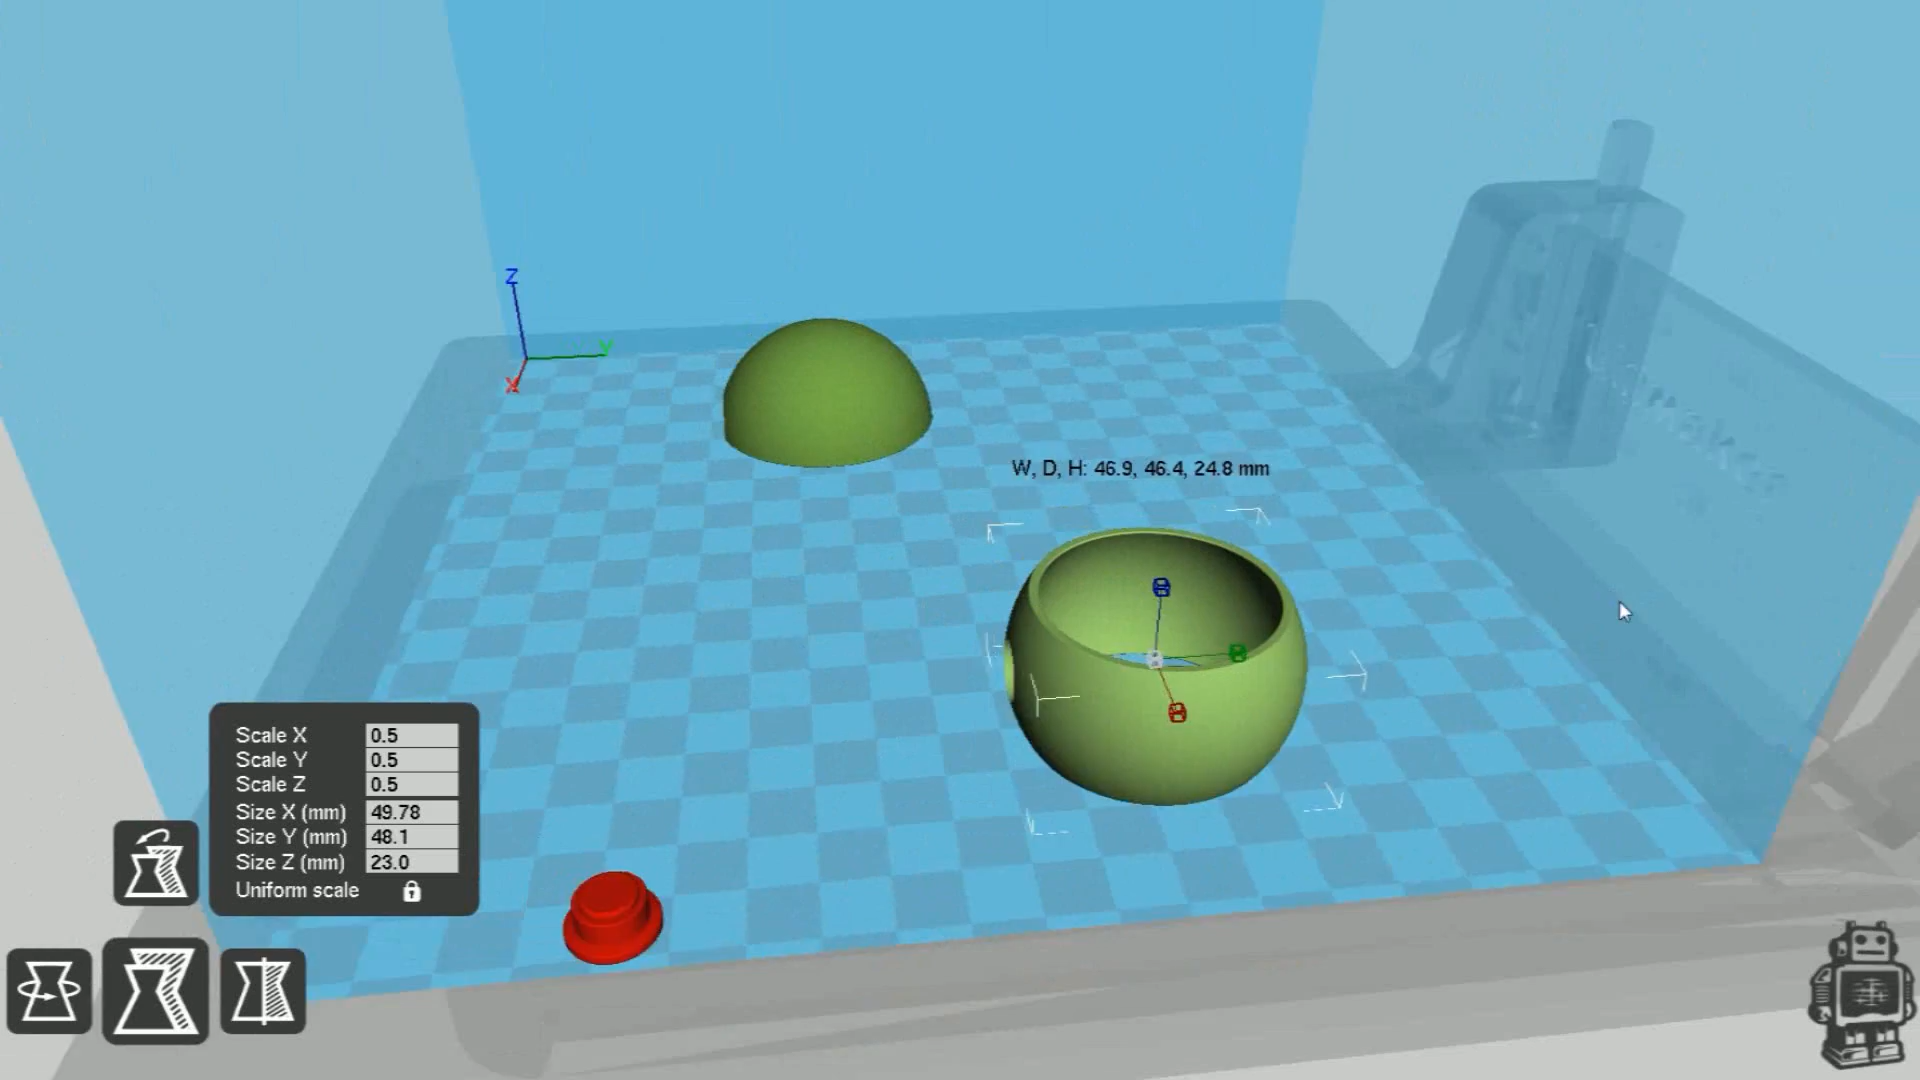 Z
Y
X
W, D, H: 46.9, 46.4, 24.8 mm
Scale X 0.5
Scale Y 0.5
Scale Z 0.5
Size X (mm) 49.78
Size Y (mm) 48.1
Size Z (mm) 23.0
Uniform scale